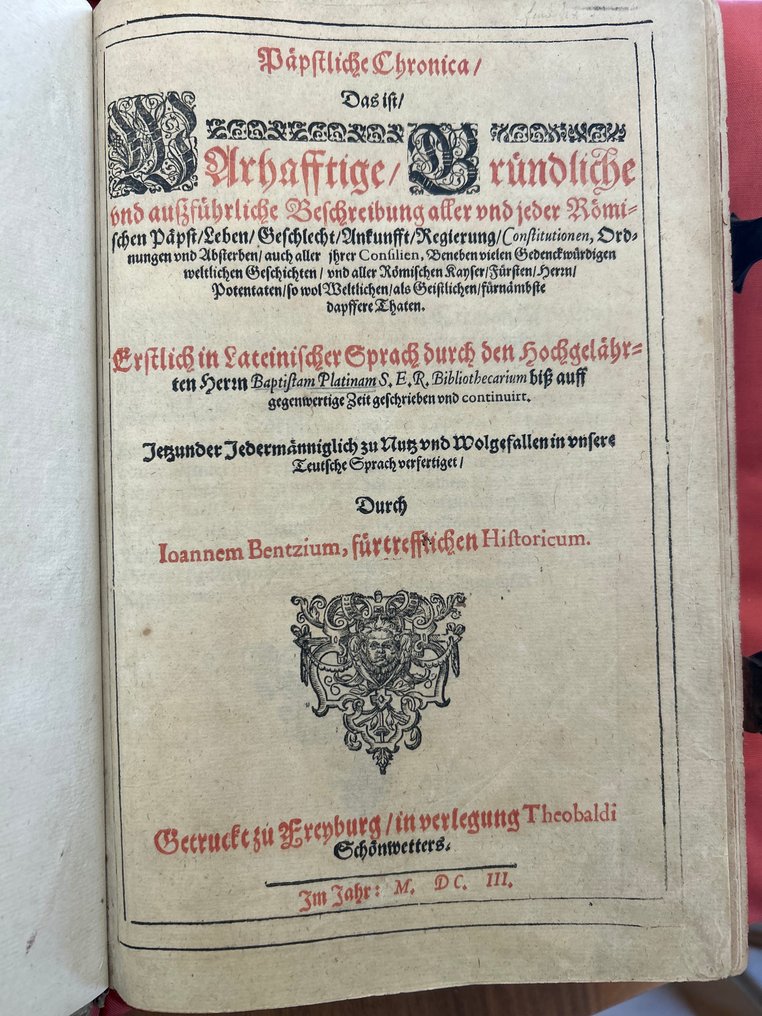 Päpstliche Chronica/
Das ist/
WArhafftige/ Gründliche
vnd außführliche Beschreibung aller vnd jeder Römi-
schen Päpst/Leben/Geschlecht/Ankunfft/Regierung/Constitutionen, Ord-
nungen vnd Absterben/auch aller jhrer Consilien, Beneben vielen Gedenckwürdigen
weltlichen Geschichten/vnd aller Römischen Kayser/Fürsten/Herrn/
Potentaten/so wol Weltlichen/als Geistlichen/fürnämbste
dapffere Thaten.
Erstlich in Lateinischer Sprach durch den Hochgelähr-
ten Herrn Baptistam Platinam S. E. R. Bibliothecarium biß auff
gegenwertige Zeit geschrieben vnd continuirt.
Jetzunder Jedermänniglich zu Nutz vnd Wolgefallen in vnsere
Teutsche Sprach verfertiget/
Durch
Ioannem Bentzium, fürtrefflichen Historicum.
Getruckt zu Freyburg/in verlegung Theobaldi
Schönwetters.
Im Jahr: M. DC. III.